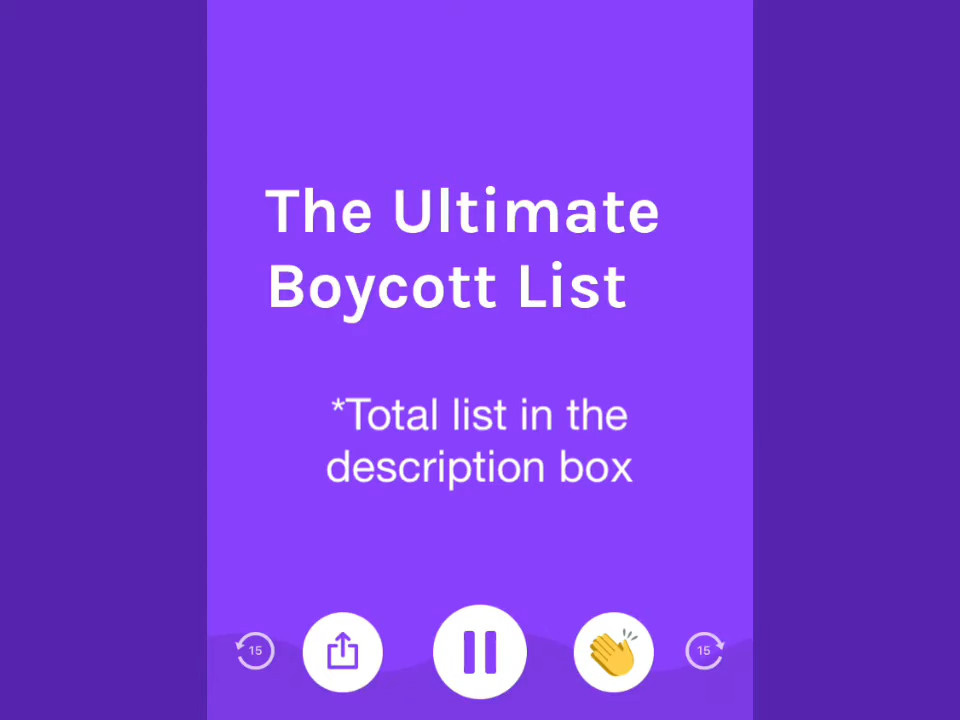 The Ultimate
Boycott List
*Total list in the
description box
15
15